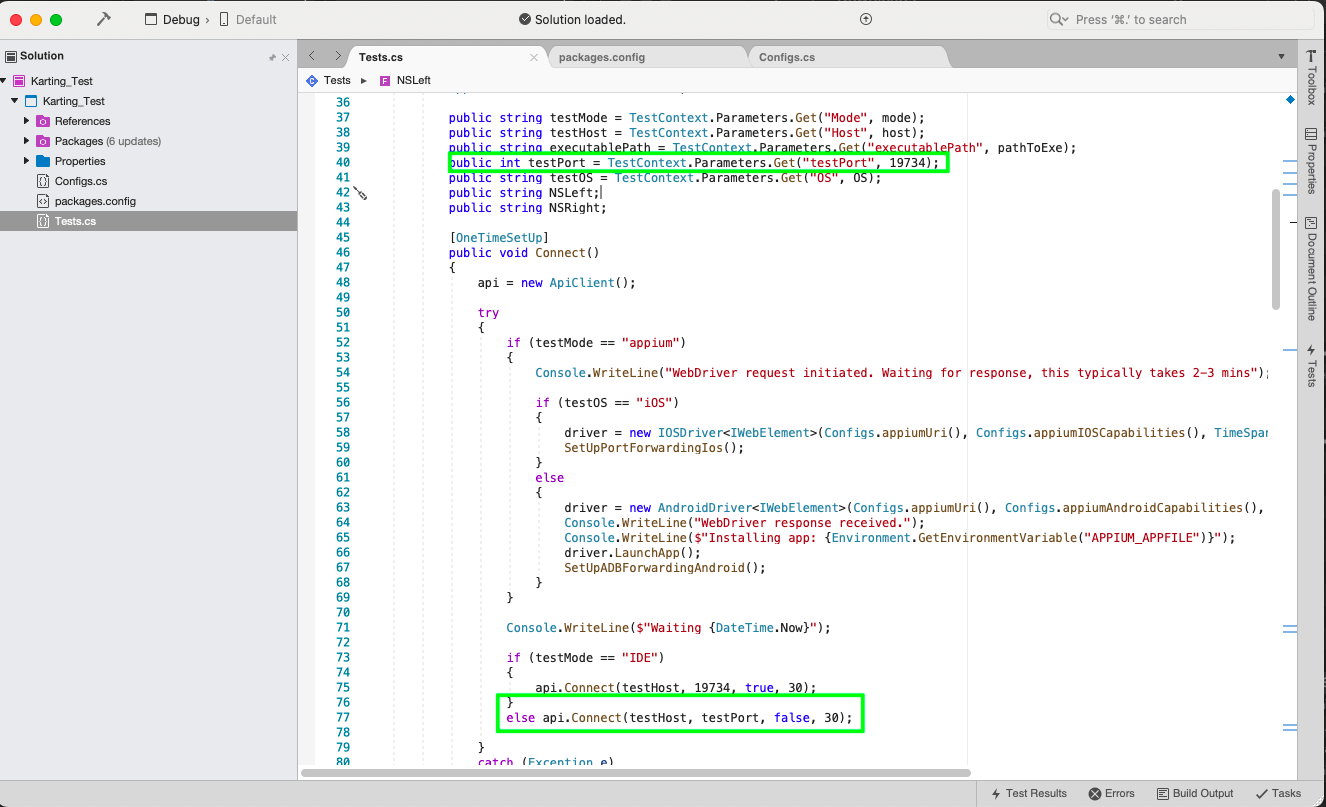 Debug › Default
Solution loaded.
Press ‘⌘.’ to search
Solution
Karting_Test
Karting_Test
References
Packages (6 updates)
Properties
Configs.cs
packages.config
Tests.cs
Tests.cs
packages.config
Configs.cs
Tests ▸ NSLeft
36
37 public string testMode = TestContext.Parameters.Get("Mode", mode);
38 public string testHost = TestContext.Parameters.Get("Host", host);
39 public string executablePath = TestContext.Parameters.Get("executablePath", pathToExe);
40 public int testPort = TestContext.Parameters.Get("testPort", 19734);
41 public string testOS = TestContext.Parameters.Get("OS", OS);
42 public string NSLeft;
43 public string NSRight;
44
45 [OneTimeSetUp]
46 public void Connect()
47 {
48 api = new ApiClient();
49
50 try
51 {
52 if (testMode == "appium")
53 {
54 Console.WriteLine("WebDriver request initiated. Waiting for response, this typically takes 2-3 mins");
55
56 if (testOS == "iOS")
57 {
58 driver = new IOSDriver<IWebElement>(Configs.appiumUri(), Configs.appiumIOSCapabilities(), TimeSpan
59 SetUpPortForwardingIos();
60 }
61 else
62 {
63 driver = new AndroidDriver<IWebElement>(Configs.appiumUri(), Configs.appiumAndroidCapabilities(),
64 Console.WriteLine("WebDriver response received.");
65 Console.WriteLine($"Installing app: {Environment.GetEnvironmentVariable("APPIUM_APPFILE")}");
66 driver.LaunchApp();
67 SetUpADBForwardingAndroid();
68 }
69 }
70
71 Console.WriteLine($"Waiting {DateTime.Now}");
72
73 if (testMode == "IDE")
74 {
75 api.Connect(testHost, 19734, true, 30);
76 }
77 else api.Connect(testHost, testPort, false, 30);
78
79 }
80 catch (Exception e)
Toolbox
Properties
Document Outline
Tests
Test Results
Errors
Build Output
Tasks